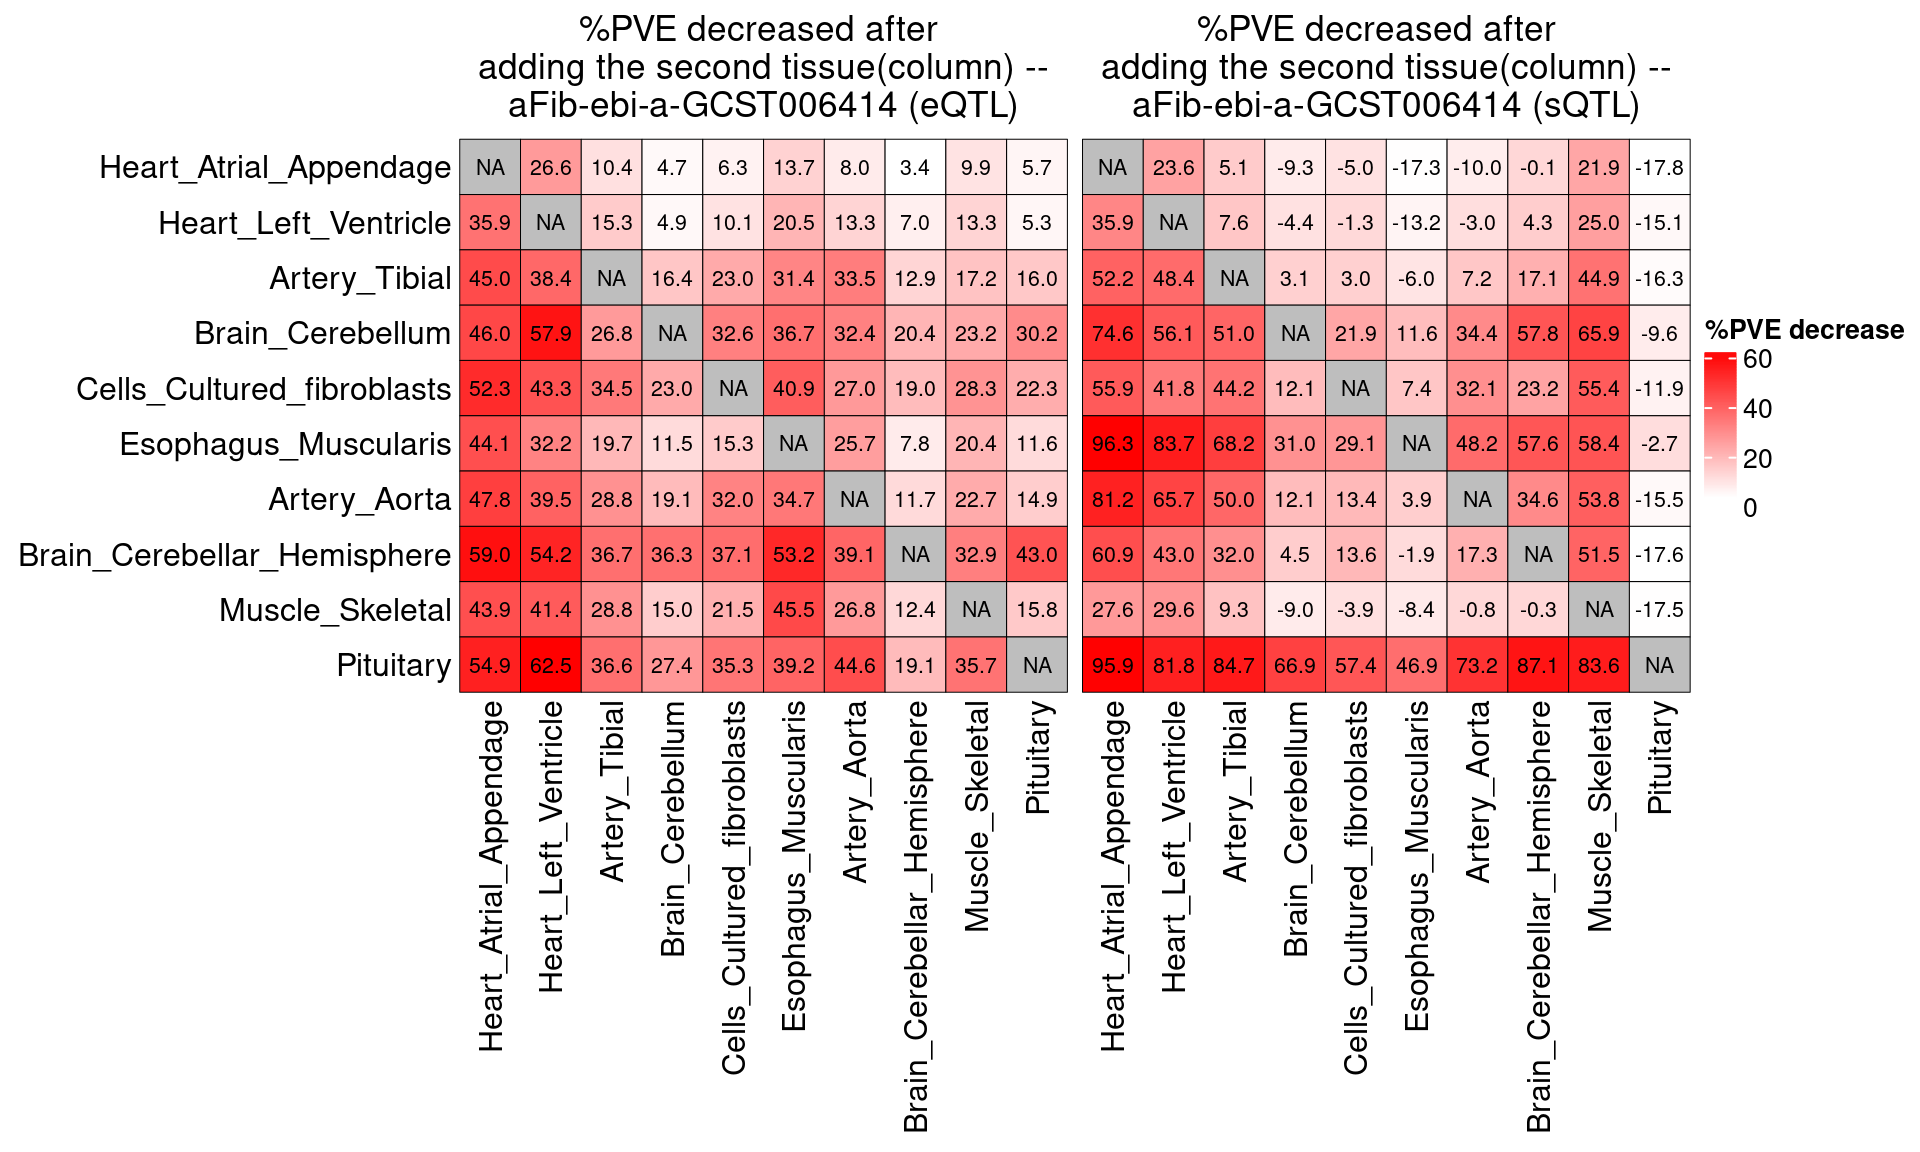 %PVE decreased after
adding the second tissue(column) --
aFib-ebi-a-GCST006414 (eQTL)
%PVE decreased after
adding the second tissue(column) --
aFib-ebi-a-GCST006414 (sQTL)
Heart_Atrial_Appendage NA 26.6 10.4 4.7 6.3 13.7 8.0 3.4 9.9 5.7 NA 23.6 5.1 -9.3 -5.0 -17.3 -10.0 -0.1 21.9 -17.8
Heart_Left_Ventricle 35.9 NA 15.3 4.9 10.1 20.5 13.3 7.0 13.3 5.3 35.9 NA 7.6 -4.4 -1.3 -13.2 -3.0 4.3 25.0 -15.1
Artery_Tibial 45.0 38.4 NA 16.4 23.0 31.4 33.5 12.9 17.2 16.0 52.2 48.4 NA 3.1 3.0 -6.0 7.2 17.1 44.9 -16.3
Brain_Cerebellum 46.0 57.9 26.8 NA 32.6 36.7 32.4 20.4 23.2 30.2 74.6 56.1 51.0 NA 21.9 11.6 34.4 57.8 65.9 -9.6
Cells_Cultured_fibroblasts 52.3 43.3 34.5 23.0 NA 40.9 27.0 19.0 28.3 22.3 55.9 41.8 44.2 12.1 NA 7.4 32.1 23.2 55.4 -11.9
Esophagus_Muscularis 44.1 32.2 19.7 11.5 15.3 NA 25.7 7.8 20.4 11.6 96.3 83.7 68.2 31.0 29.1 NA 48.2 57.6 58.4 -2.7
Artery_Aorta 47.8 39.5 28.8 19.1 32.0 34.7 NA 11.7 22.7 14.9 81.2 65.7 50.0 12.1 13.4 3.9 NA 34.6 53.8 -15.5
Brain_Cerebellar_Hemisphere 59.0 54.2 36.7 36.3 37.1 53.2 39.1 NA 32.9 43.0 60.9 43.0 32.0 4.5 13.6 -1.9 17.3 NA 51.5 -17.6
Muscle_Skeletal 43.9 41.4 28.8 15.0 21.5 45.5 26.8 12.4 NA 15.8 27.6 29.6 9.3 -9.0 -3.9 -8.4 -0.8 -0.3 NA -17.5
Pituitary 54.9 62.5 36.6 27.4 35.3 39.2 44.6 19.1 35.7 NA 95.9 81.8 84.7 66.9 57.4 46.9 73.2 87.1 83.6 NA
Heart_Atrial_Appendage
Heart_Left_Ventricle
Artery_Tibial
Brain_Cerebellum
Cells_Cultured_fibroblasts
Esophagus_Muscularis
Artery_Aorta
Brain_Cerebellar_Hemisphere
Muscle_Skeletal
Pituitary
Heart_Atrial_Appendage
Heart_Left_Ventricle
Artery_Tibial
Brain_Cerebellum
Cells_Cultured_fibroblasts
Esophagus_Muscularis
Artery_Aorta
Brain_Cerebellar_Hemisphere
Muscle_Skeletal
Pituitary
%PVE decrease
60
40
20
0